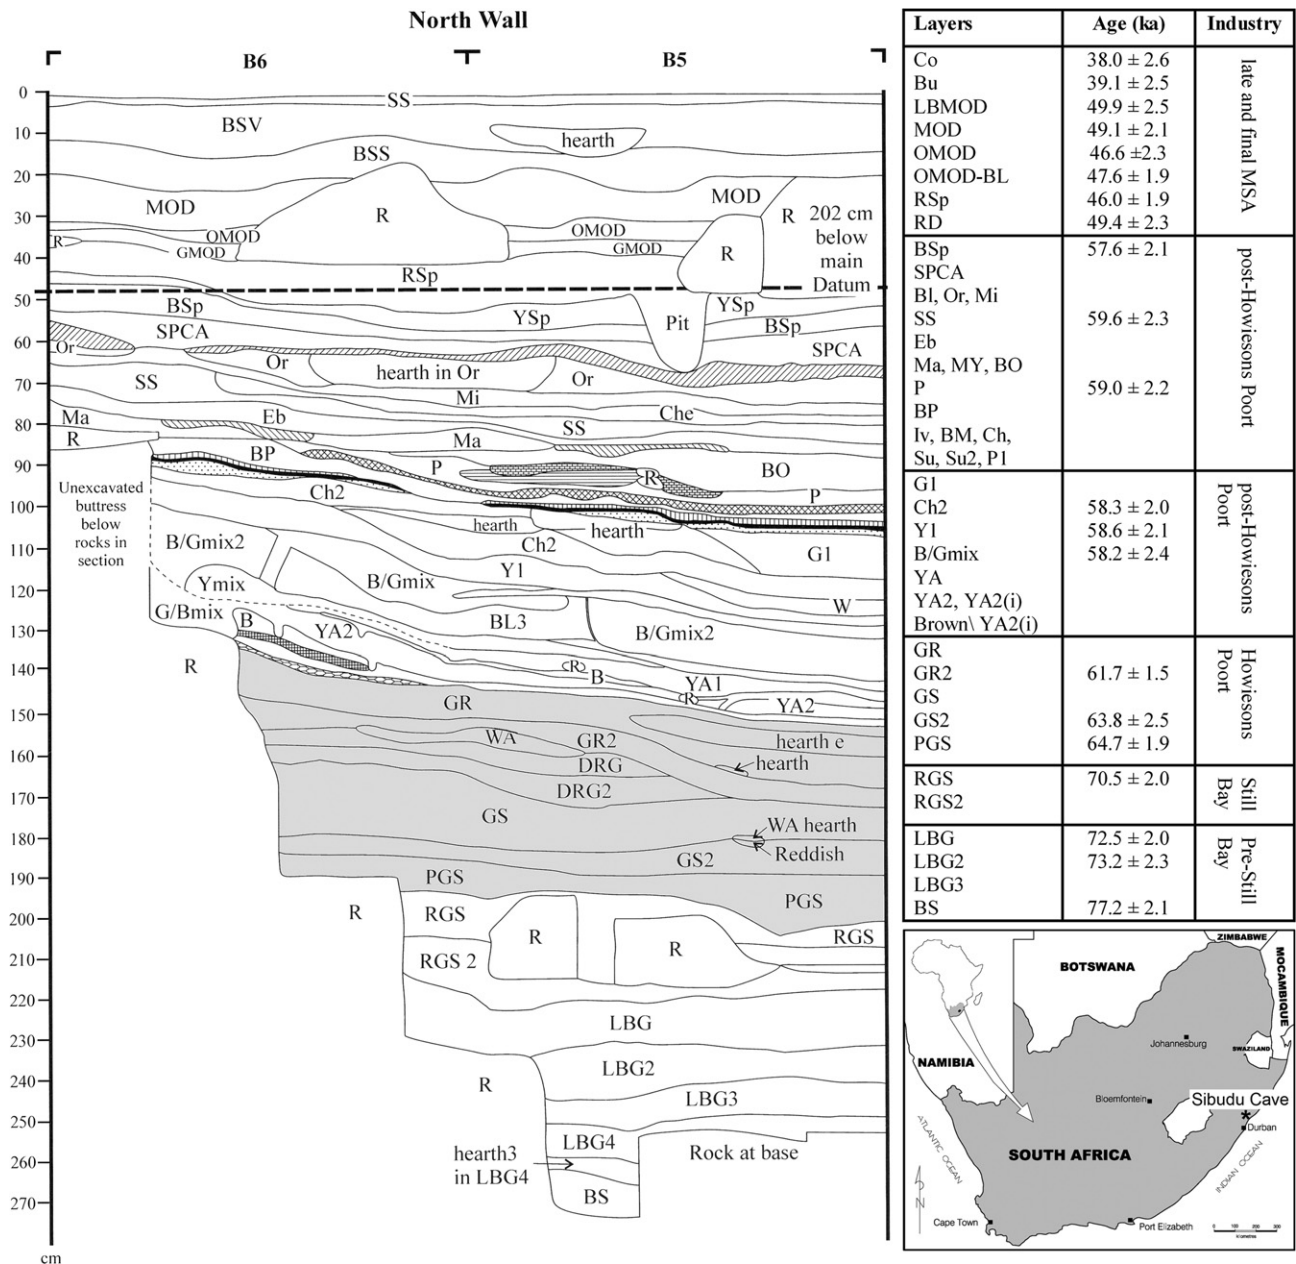 North Wall
B6
B5
0
10
20
30
40
50
60
70
80
90
100
110
120
130
140
150
160
170
180
190
200
210
220
230
240
250
260
270
cm
SS
BSV
hearth
BSS
MOD
R
MOD
R
202 cm
below
main
Datum
OMOD
OMOD
R
GMOD
GMOD
R
RSp
BSp
YSp
YSp
Pit
BSp
SPCA
SPCA
Or
Or
hearth in Or
Or
SS
Mi
Che
Ma
Eb
SS
R
Ma
BP
P
R
BO
P
Unexcavated
buttress
below
rocks in
section
Ch2
hearth
hearth
B/Gmix2
Ch2
G1
Ymix
B/Gmix
Y1
W
G/Bmix
B
YA2
BL3
B/Gmix2
R
R
B
YA1
R
YA2
GR
WA
GR2
hearth e
hearth
DRG
DRG2
GS
WA hearth
Reddish
GS2
PGS
PGS
R
RGS
R
R
RGS
RGS 2
LBG
R
LBG2
LBG3
LBG4
Rock at base
hearth3
in LBG4
BS
Layers Age (ka) Industry
Co 38.0 ± 2.6
Bu 39.1 ± 2.5
LBMOD 49.9 ± 2.5
MOD 49.1 ± 2.1
OMOD 46.6 ±2.3
OMOD-BL 47.6 ± 1.9
RSp 46.0 ± 1.9
RD 49.4 ± 2.3
late and final MSA
BSp 57.6 ± 2.1
SPCA
Bl, Or, Mi
SS 59.6 ± 2.3
Eb
Ma, MY, BO
P 59.0 ± 2.2
BP
Iv, BM, Ch,
Su, Su2, P1
post-Howiesons Poort
G1
Ch2 58.3 ± 2.0
Y1 58.6 ± 2.1
B/Gmix 58.2 ± 2.4
YA
YA2, YA2(i)
Brown\ YA2(i)
post-Howiesons
Poort
GR
GR2 61.7 ± 1.5
GS
GS2 63.8 ± 2.5
PGS 64.7 ± 1.9
Howiesons
Poort
RGS 70.5 ± 2.0
RGS2
Still
Bay
LBG 72.5 ± 2.0
LBG2 73.2 ± 2.3
LBG3
BS 77.2 ± 2.1
Pre-Still
Bay
ZIMBABWE
BOTSWANA
MOCAMBIQUE
Johannesburg
SWAZILAND
NAMIBIA
Bloemfontein
Sibudu Cave
*
Durban
SOUTH AFRICA
ATLANTIC OCEAN
INDIAN OCEAN
N
Cape Town
Port Elizabeth
0 100 200 300
kilometres